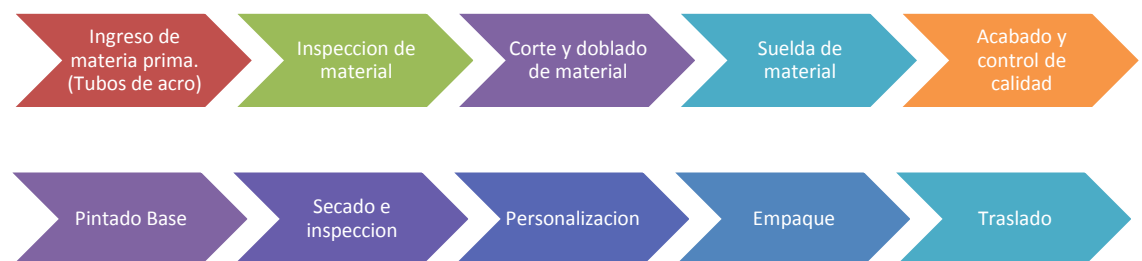 Ingreso de
materia prima.
(Tubos de acro)
Inspeccion de
material
Corte y doblado
de material
Suelda de
material
Acabado y
control de
calidad
Pintado Base
Secado e
inspeccion
Personalizacion
Empaque
Traslado